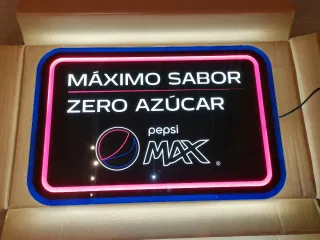 MÁXIMO SABOR
ZERO AZÚCAR
pepsi
MAX®